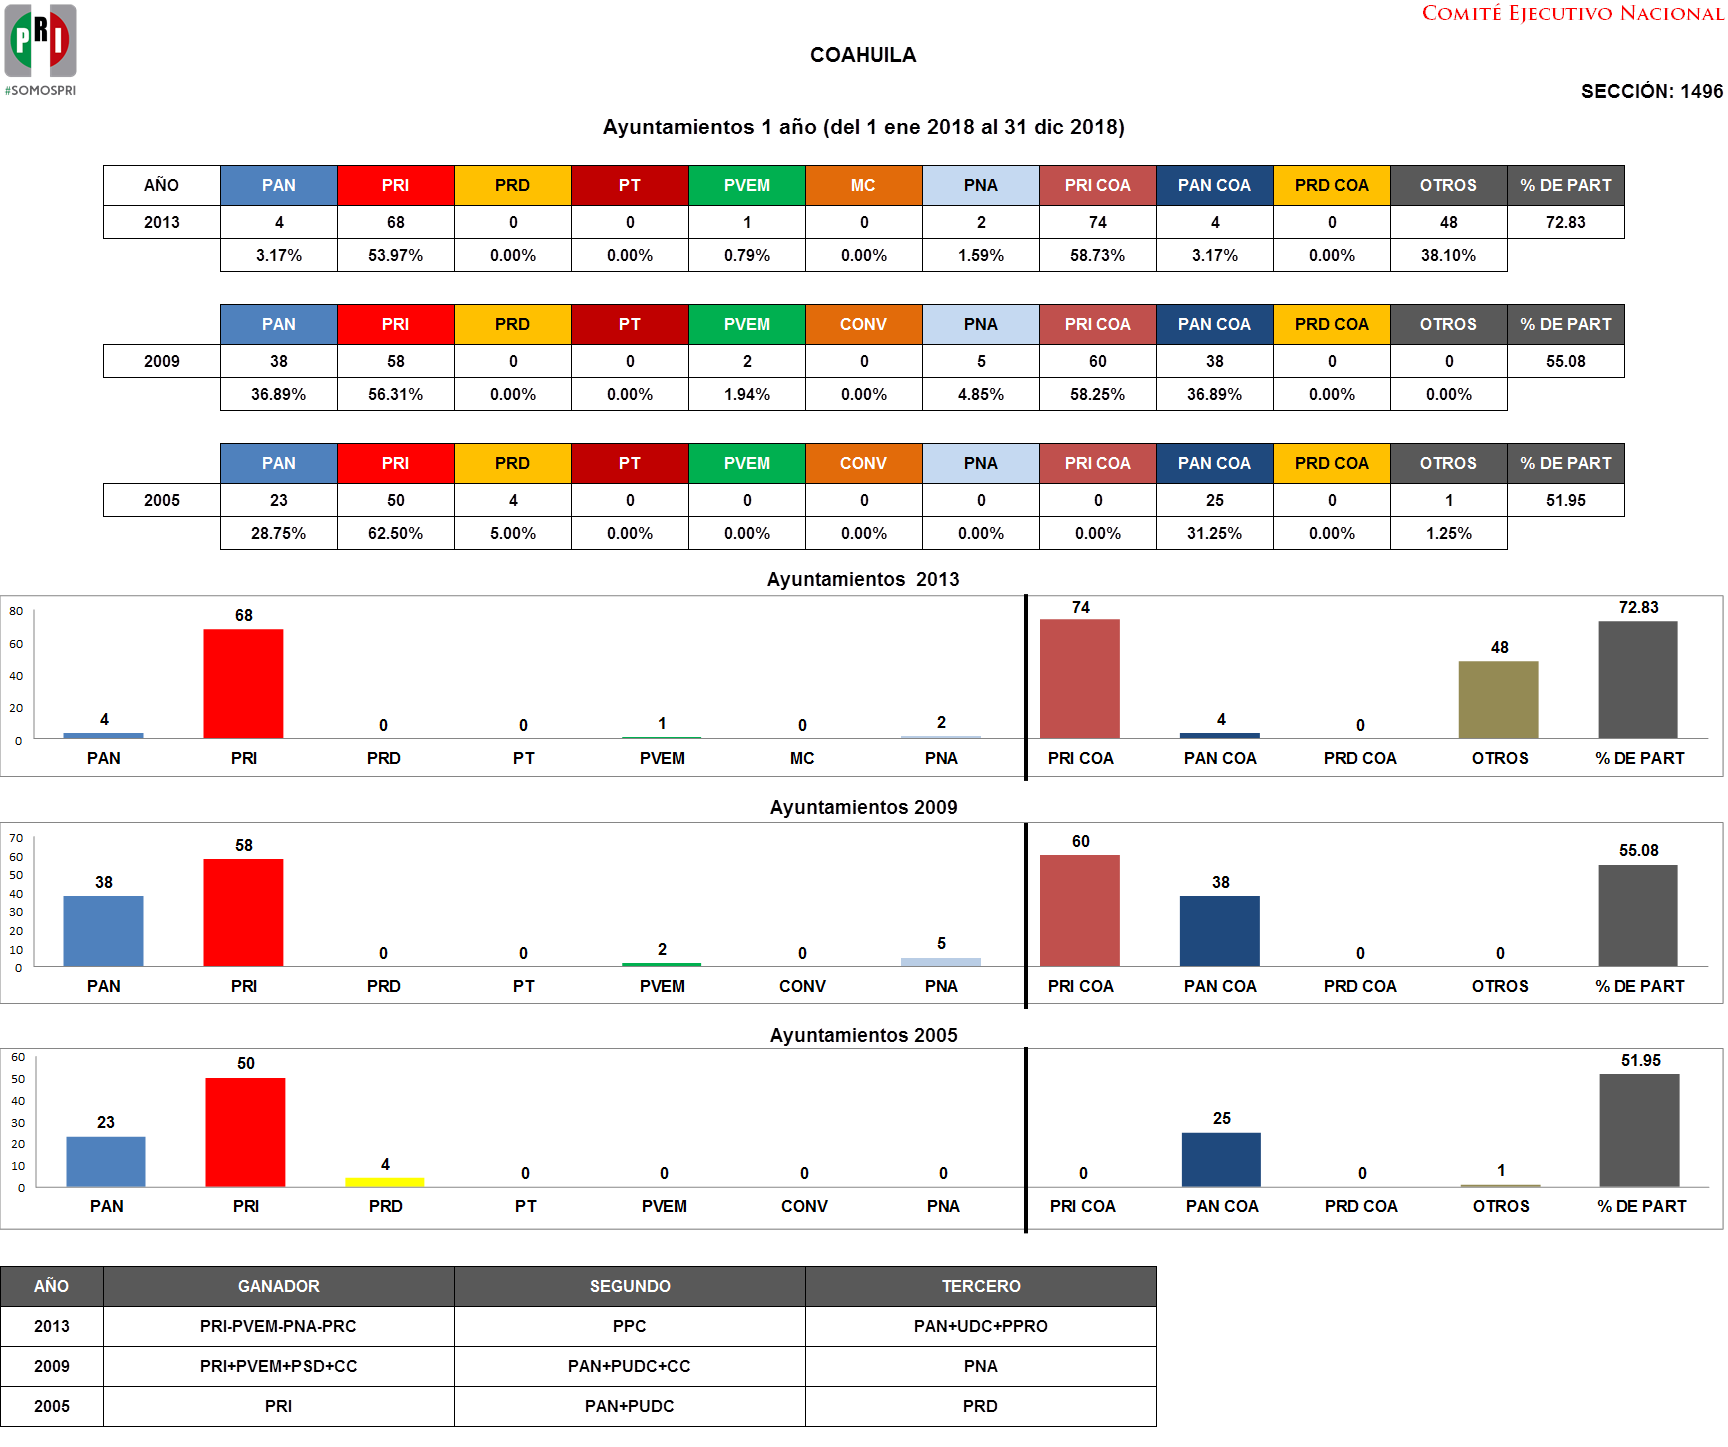 COMITÉ EJECUTIVO NACIONAL
PRI
#SOMOSPRI
COAHUILA
SECCIÓN: 1496
Ayuntamientos 1 año (del 1 ene 2018 al 31 dic 2018)
AÑO PAN PRI PRD PT PVEM MC PNA PRI COA PAN COA PRD COA OTROS % DE PART
2013 4 68 0 0 1 0 2 74 4 0 48 72.83
3.17% 53.97% 0.00% 0.00% 0.79% 0.00% 1.59% 58.73% 3.17% 0.00% 38.10%
PAN PRI PRD PT PVEM CONV PNA PRI COA PAN COA PRD COA OTROS % DE PART
2009 38 58 0 0 2 0 5 60 38 0 0 55.08
36.89% 56.31% 0.00% 0.00% 1.94% 0.00% 4.85% 58.25% 36.89% 0.00% 0.00%
PAN PRI PRD PT PVEM CONV PNA PRI COA PAN COA PRD COA OTROS % DE PART
2005 23 50 4 0 0 0 0 0 25 0 1 51.95
28.75% 62.50% 5.00% 0.00% 0.00% 0.00% 0.00% 0.00% 31.25% 0.00% 1.25%
Ayuntamientos 2013
80
60
40
20
0
4 68 0 0 1 0 2 74 4 0 48 72.83
PAN PRI PRD PT PVEM MC PNA PRI COA PAN COA PRD COA OTROS % DE PART
Ayuntamientos 2009
70
60
50
40
30
20
10
0
38 58 0 0 2 0 5 60 38 0 0 55.08
PAN PRI PRD PT PVEM CONV PNA PRI COA PAN COA PRD COA OTROS % DE PART
Ayuntamientos 2005
60
50
40
30
20
10
0
23 50 4 0 0 0 0 0 25 0 1 51.95
PAN PRI PRD PT PVEM CONV PNA PRI COA PAN COA PRD COA OTROS % DE PART
AÑO GANADOR SEGUNDO TERCERO
2013 PRI-PVEM-PNA-PRC PPC PAN+UDC+PPRO
2009 PRI+PVEM+PSD+CC PAN+PUDC+CC PNA
2005 PRI PAN+PUDC PRD